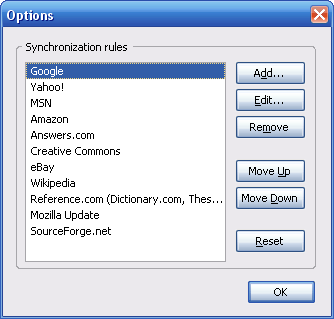 Options
Synchronization rules
Google
Yahoo!
MSN
Amazon
Answers.com
Creative Commons
eBay
Wikipedia
Reference.com (Dictionary.com, Thes...
Mozilla Update
SourceForge.net
Add...
Edit...
Remove
Move Up
Move Down
Reset
OK